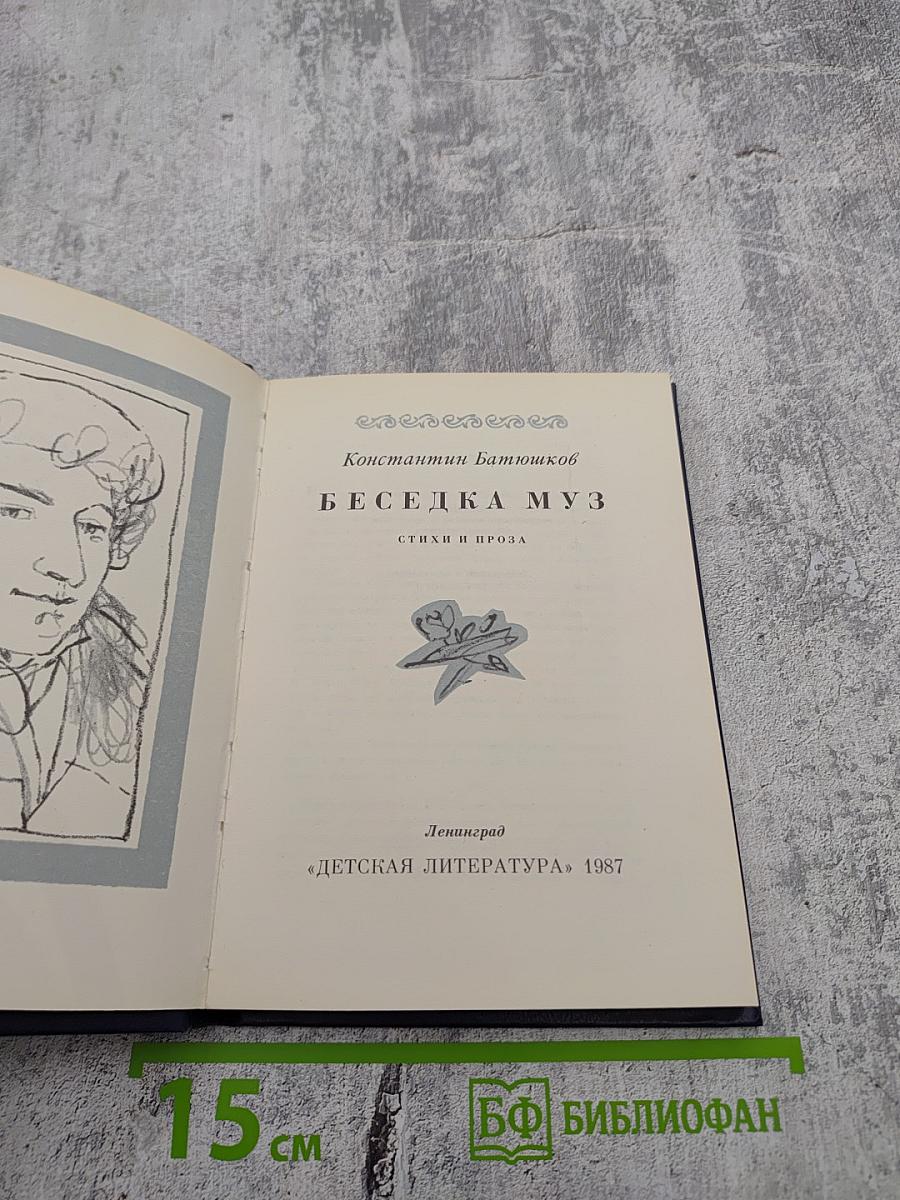 Константин Батюшков
БЕСЕДКА МУЗ
СТИХИ И ПРОЗА
Ленинград
«ДЕТСКАЯ ЛИТЕРАТУРА» 1987
15 см
БФ БИБЛИОФАН